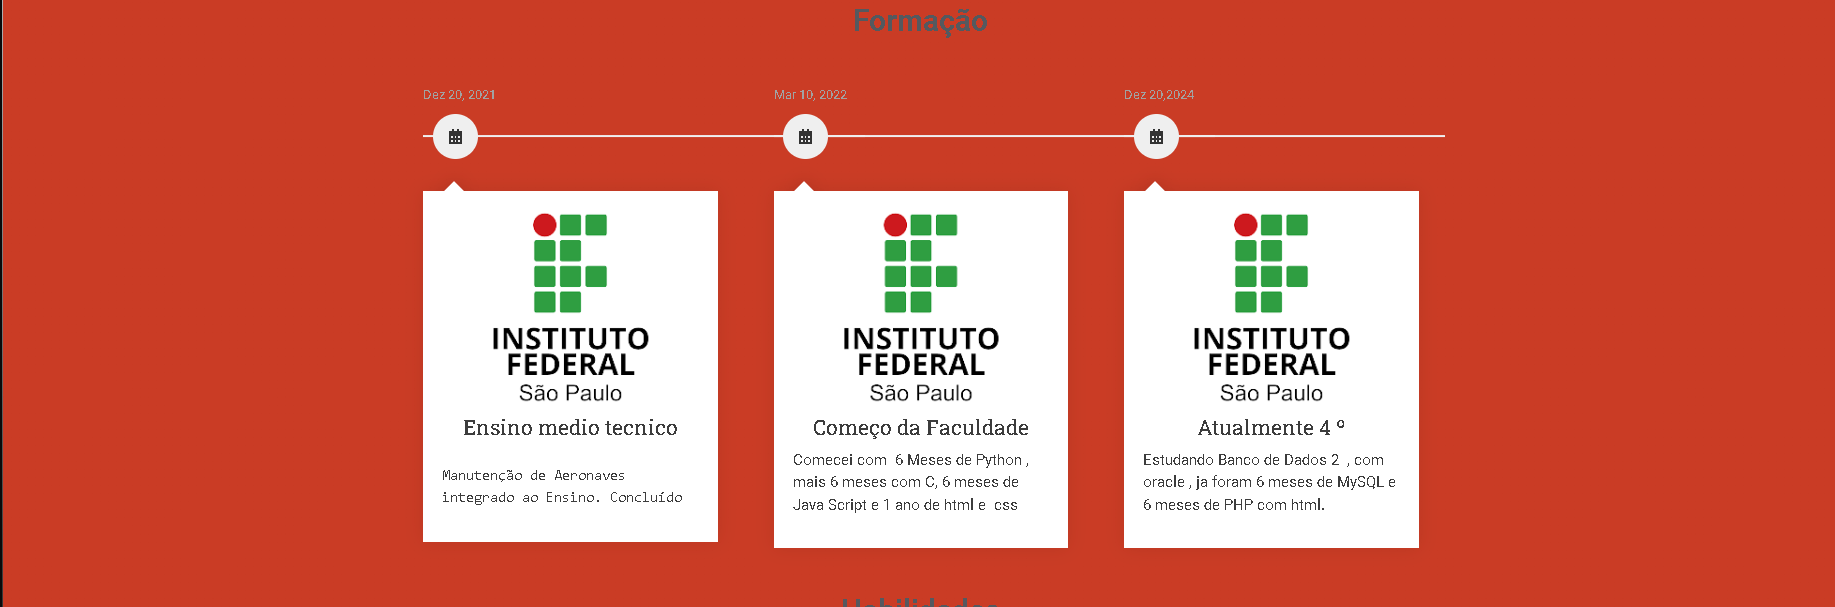 Formação
Dez 20, 2021
Mar 10, 2022
Dez 20,2024
INSTITUTO
FEDERAL
São Paulo
Ensino medio tecnico
Manutenção de Aeronaves
integrado ao Ensino. Concluído
INSTITUTO
FEDERAL
São Paulo
Começo da Faculdade
Comecei com  6 Meses de Python ,
mais 6 meses com C, 6 meses de
Java Script e 1 ano de html e  css
INSTITUTO
FEDERAL
São Paulo
Atualmente 4 º
Estudando Banco de Dados 2  , com
oracle , ja foram 6 meses de MySQL e
6 meses de PHP com html.
Habilidades